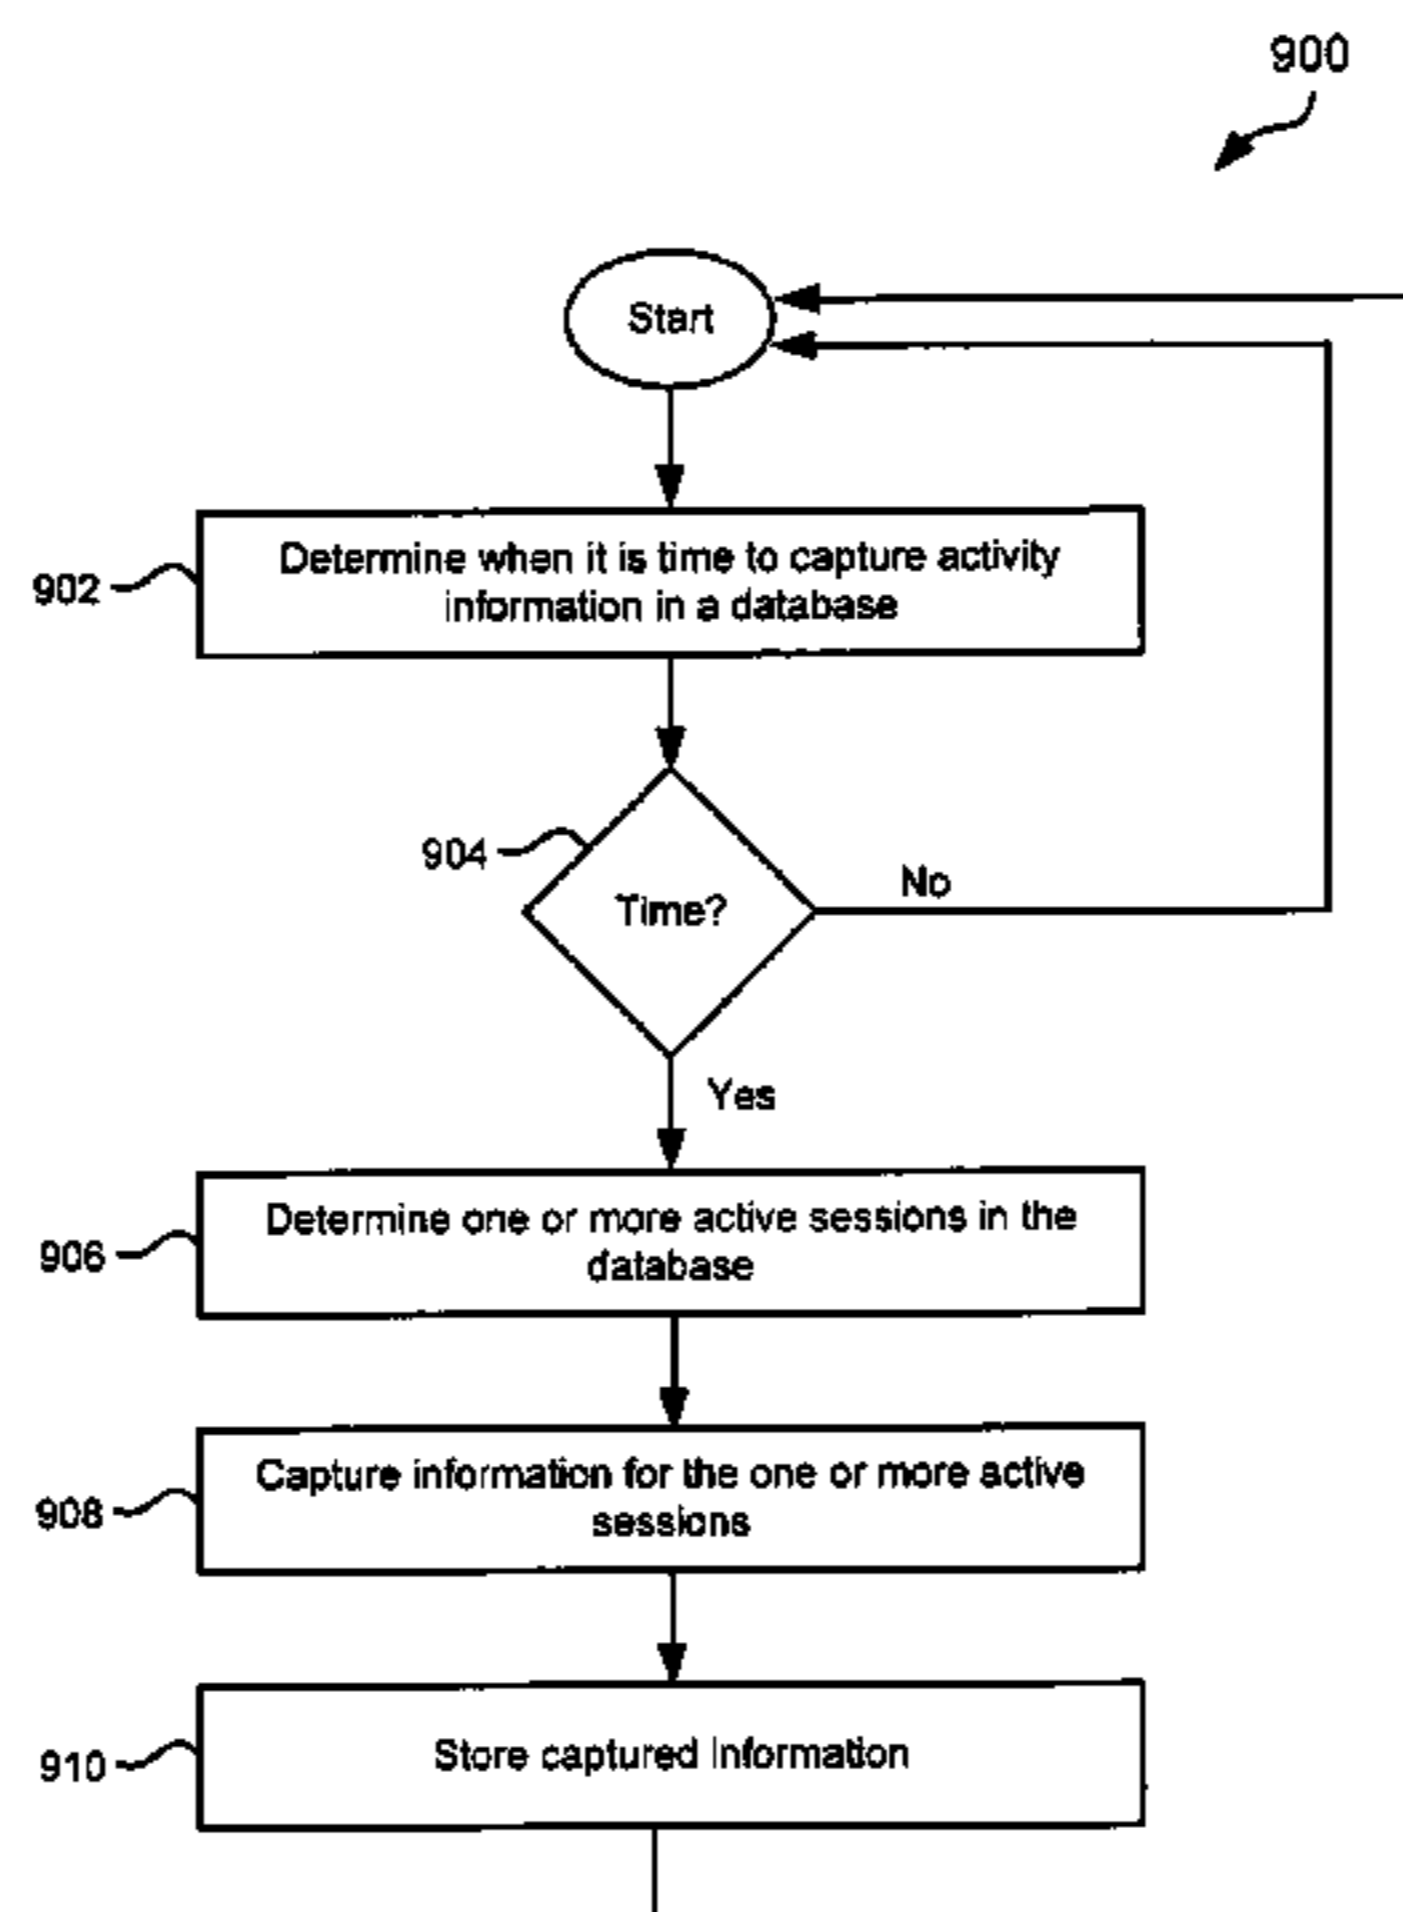 900
Start
Determine when it is time to capture activity
information in a database
902
904
Time?
No
Yes
Determine one or more active sessions in the
database
906
Capture information for the one or more active
sessions
908
Store captured information
910